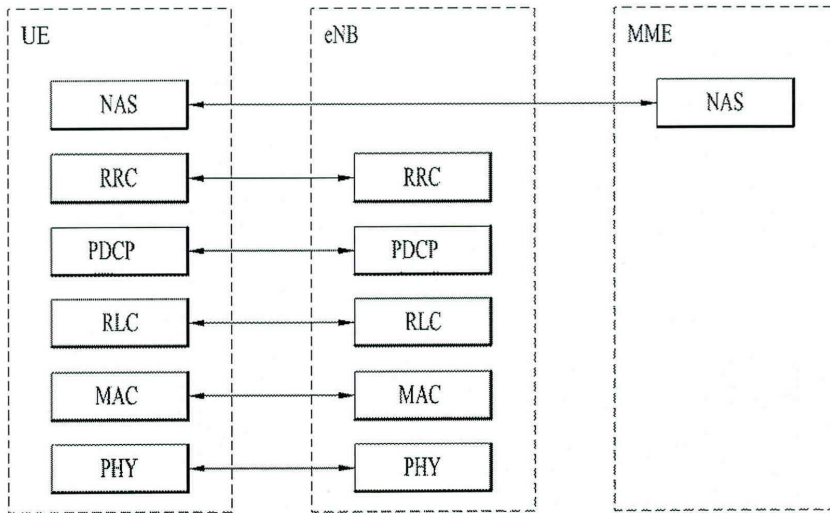 UE eNB MME
NAS NAS
RRC RRC
PDCP PDCP
RLC RLC
MAC MAC
PHY PHY